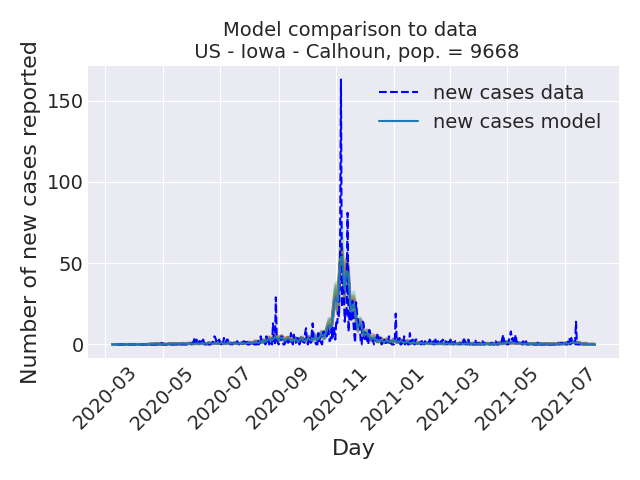 Model comparison to data
US - Iowa - Calhoun, pop. = 9668
Number of new cases reported
150
100
50
0
new cases data
new cases model
2020-03
2020-05
2020-07
2020-09
2020-11
2021-01
2021-03
2021-05
2021-07
Day